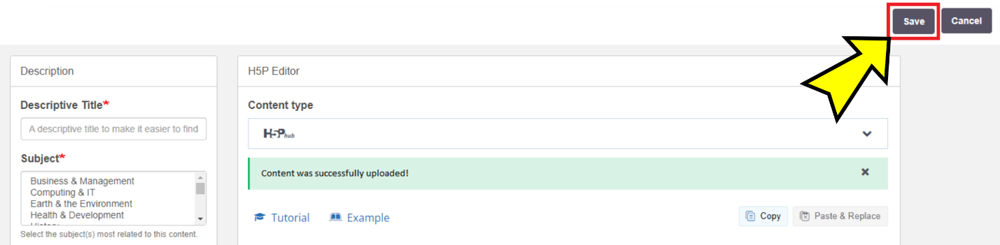 Save Cancel
Description
H5P Editor
Descriptive Title*
Content type
A descriptive title to make it easier to find
H5P hub
Subject*
Content was successfully uploaded!
Business & Management
Computing & IT
Earth & the Environment
Health & Development
History
Tutorial Example Copy Paste & Replace
Select the subject(s) most related to this content.